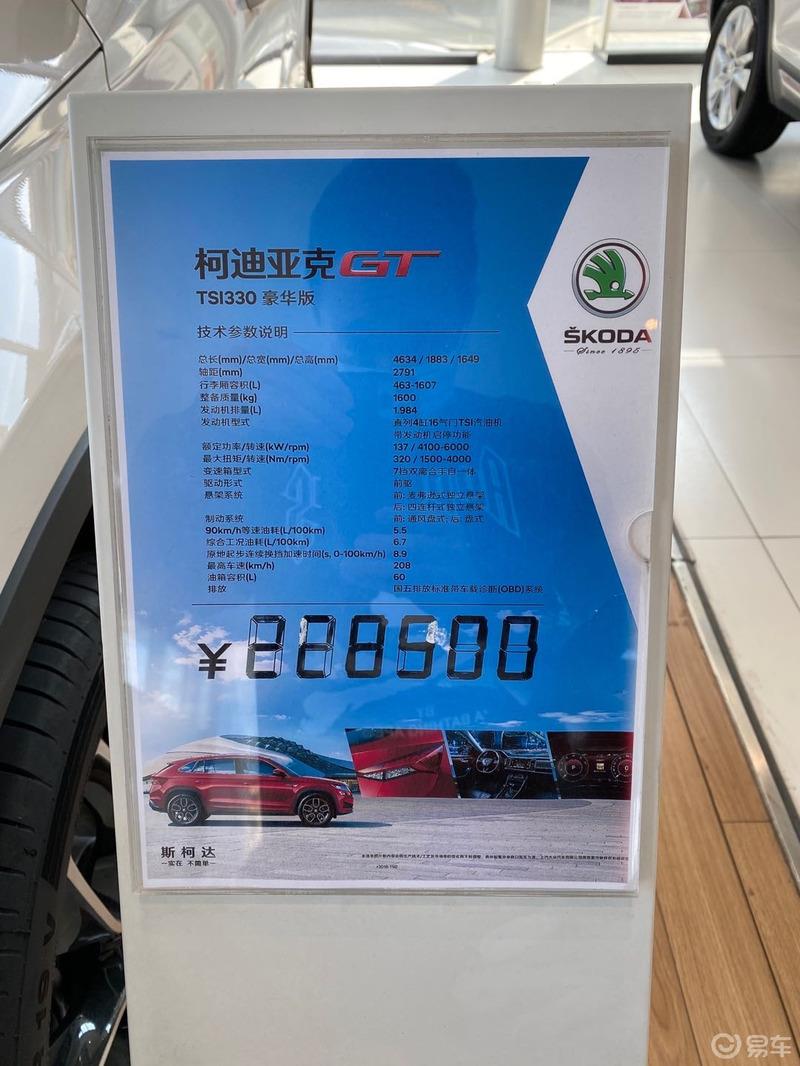 柯迪亚克GT
TSI330 豪华版
ŠKODA
Since 1895
技术参数说明
总长(mm)/总宽(mm)/总高(mm) 4634 / 1883 / 1649
轴距(mm) 2791
行李厢容积(L) 463-1607
整备质量(kg) 1600
发动机排量(L) 1.984
发动机型式 直列4缸16气门TSI汽油机
带发动机启停功能
额定功率/转速(kW/rpm) 137 / 4100-6000
最大扭矩/转速(Nm/rpm) 320 / 1500-4000
变速箱型式 7挡双离合手自一体
驱动形式 前驱
悬架系统 前: 麦弗逊式独立悬架
后: 四连杆式独立悬架
制动系统 前: 通风盘式; 后: 盘式
90km/h等速油耗(L/100km) 5.5
综合工况油耗(L/100km) 6.7
原地起步连续换挡加速时间(s, 0-100km/h) 8.9
最高车速(km/h) 208
油箱容积(L) 60
排放 国五排放标准带车载诊断(OBD)系统
¥ 228500
斯柯达
实在 不简单
易车